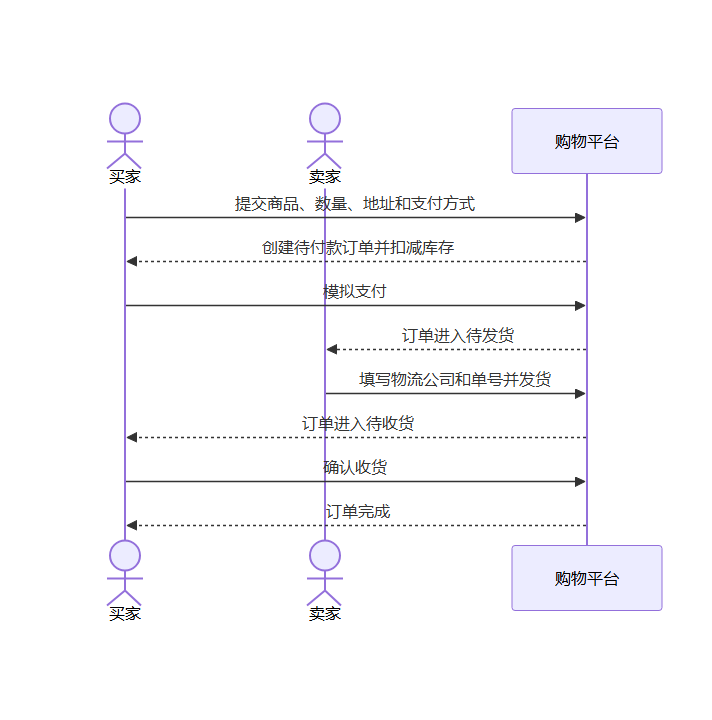 买家
卖家
购物平台
提交商品、数量、地址和支付方式
创建待付款订单并扣减库存
模拟支付
订单进入待发货
填写物流公司和单号并发货
订单进入待收货
确认收货
订单完成
买家
卖家
购物平台